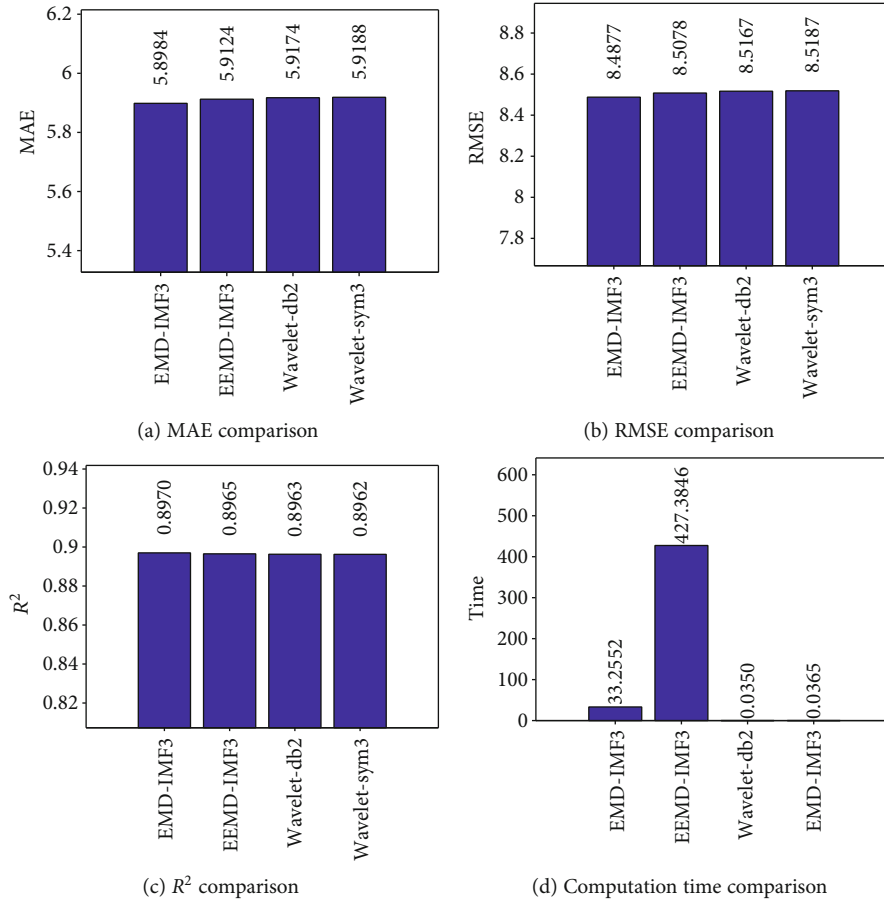 6.2
6
5.8
5.6
5.4
MAE
5.8984
5.9124
5.9174
5.9188
EMD-IMF3
EEMD-IMF3
Wavelet-db2
Wavelet-sym3
(a) MAE comparison
8.8
8.6
8.4
8.2
8
7.8
RMSE
8.4877
8.5078
8.5167
8.5187
EMD-IMF3
EEMD-IMF3
Wavelet-db2
Wavelet-sym3
(b) RMSE comparison
0.94
0.92
0.9
0.88
0.86
0.84
0.82
R²
0.8970
0.8965
0.8963
0.8962
EMD-IMF3
EEMD-IMF3
Wavelet-db2
Wavelet-sym3
(c) R² comparison
600
500
400
300
200
100
0
Time
33.2552
427.3846
0.0350
0.0365
EMD-IMF3
EEMD-IMF3
Wavelet-db2
EMD-IMF3
(d) Computation time comparison